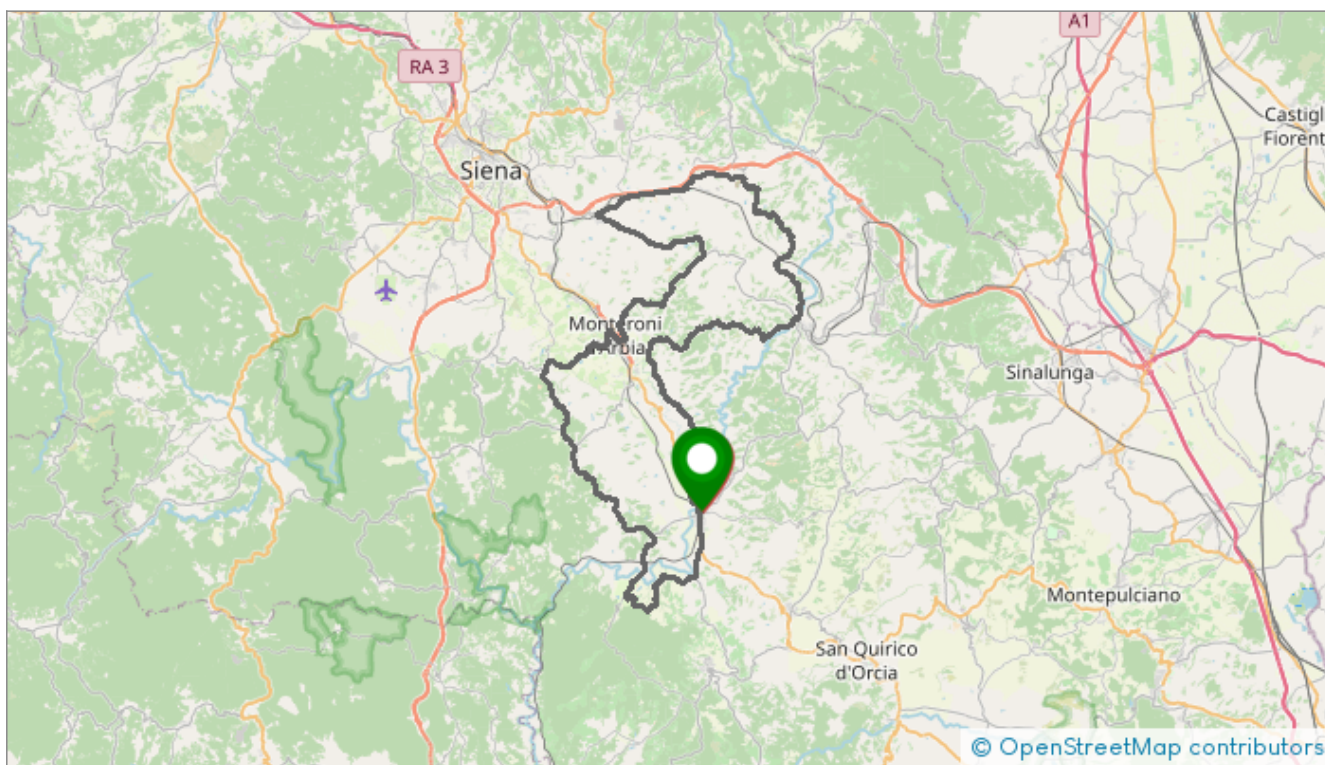 A1
RA 3
Castigl
Fiorent
Siena
Monteroni
d'Arbia
Sinalunga
Montepulciano
San Quirico
d'Orcia
© OpenStreetMap contributors